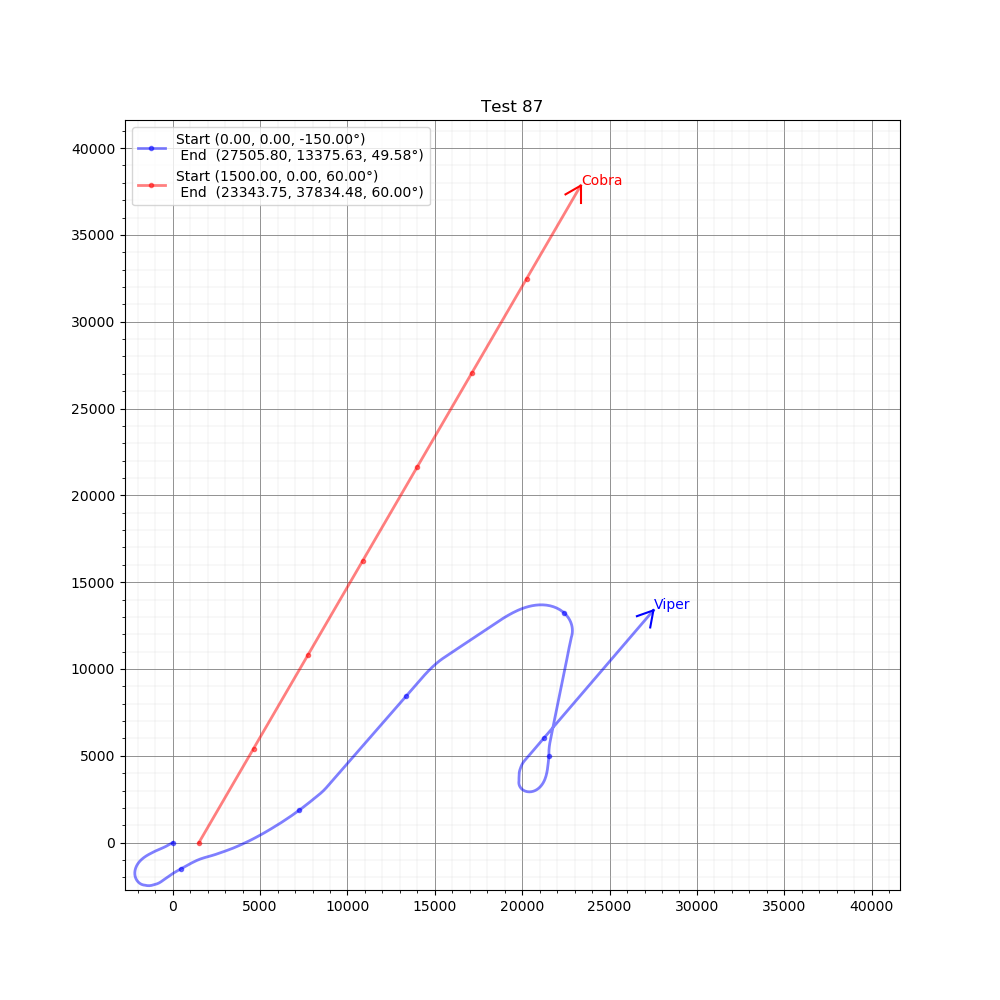 Test 87
Start (0.00, 0.00, -150.00°)
End (27505.80, 13375.63, 49.58°)
Start (1500.00, 0.00, 60.00°)
End (23343.75, 37834.48, 60.00°)
Cobra
Viper
40000
35000
30000
25000
20000
15000
10000
5000
0
0 5000 10000 15000 20000 25000 30000 35000 40000